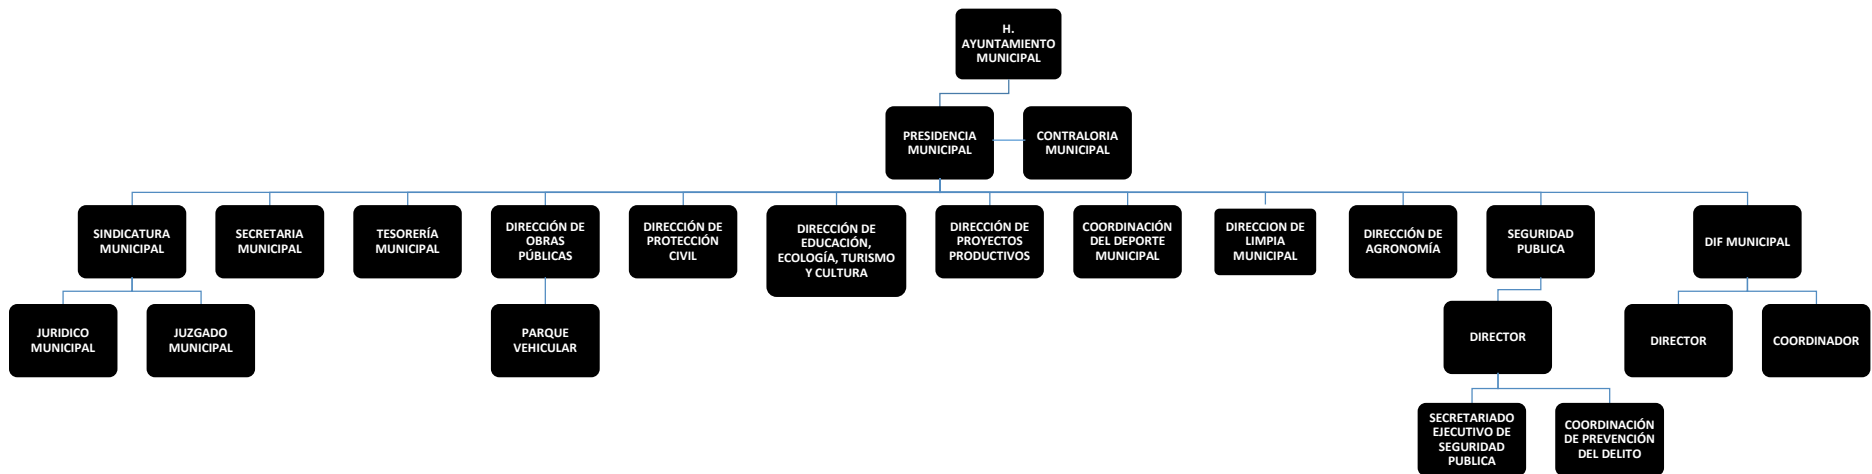 H.
AYUNTAMIENTO
MUNICIPAL
PRESIDENCIA
MUNICIPAL
CONTRALORIA
MUNICIPAL
SINDICATURA
MUNICIPAL
SECRETARIA
MUNICIPAL
TESORERÍA
MUNICIPAL
DIRECCIÓN DE
OBRAS
PÚBLICAS
DIRECCIÓN DE
PROTECCIÓN
CIVIL
DIRECCIÓN DE
EDUCACIÓN,
ECOLOGÍA, TURISMO
Y CULTURA
DIRECCIÓN DE
PROYECTOS
PRODUCTIVOS
COORDINACIÓN
DEL DEPORTE
MUNICIPAL
DIRECCION DE
LIMPIA
MUNICIPAL
DIRECCIÓN DE
AGRONOMÍA
SEGURIDAD
PUBLICA
DIF MUNICIPAL
JURIDICO
MUNICIPAL
JUZGADO
MUNICIPAL
PARQUE
VEHICULAR
DIRECTOR
DIRECTOR
COORDINADOR
SECRETARIADO
EJECUTIVO DE
SEGURIDAD
PUBLICA
COORDINACIÓN
DE PREVENCIÓN
DEL DELITO